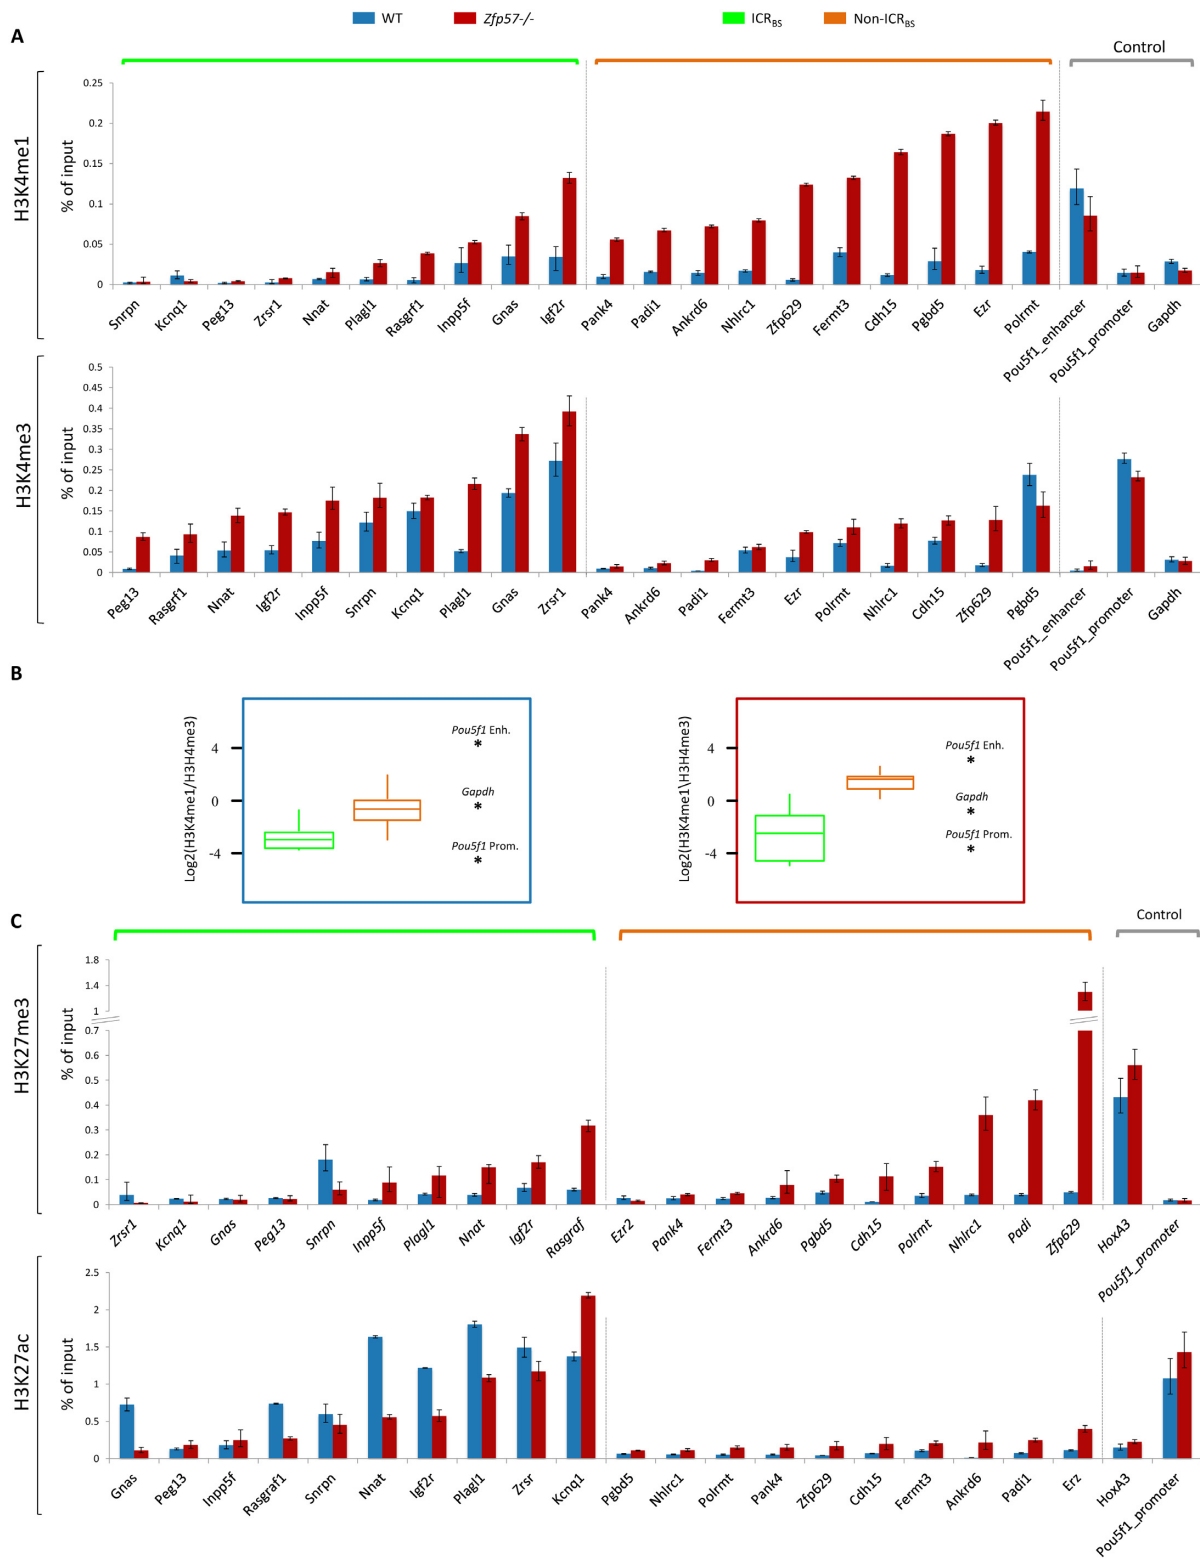 WT Zfp57-/- ICRBS Non-ICRBS
A
Control
H3K4me1
% of input
0.25
0.2
0.15
0.1
0.05
0
Snrpn Kcnq1 Peg13 Zrsr1 Nnat Plagl1 Rasgrf1 Inpp5f Gnas Igf2r Pank4 Padi1 Ankrd6 Nhlrc1 Zfp629 Fermt3 Cdh15 Pgbd5 Ezr Polrmt Pou5f1_enhancer Pou5f1_promoter Gapdh
H3K4me3
% of input
0.5
0.45
0.4
0.35
0.3
0.25
0.2
0.15
0.1
0.05
0
Peg13 Rasgrf1 Nnat Igf2r Inpp5f Snrpn Kcnq1 Plagl1 Gnas Zrsr1 Pank4 Ankrd6 Padi1 Fermt3 Ezr Polrmt Nhlrc1 Cdh15 Zfp629 Pgbd5 Pou5f1_enhancer Pou5f1_promoter Gapdh
B
Log2(H3K4me1/H3H4me3)
4
0
-4
Pou5f1 Enh.
*
Gapdh
*
Pou5f1 Prom.
*
Log2(H3K4me1\H3H4me3)
4
0
-4
Pou5f1 Enh.
*
Gapdh
*
Pou5f1 Prom.
*
C
Control
H3K27me3
% of input
1.8
1.4
1
0.7
0.6
0.5
0.4
0.3
0.2
0.1
0
Zrsr1 Kcnq1 Gnas Peg13 Snrpn Inpp5f Plagl1 Nnat Igf2r Rasgraf Ezr2 Pank4 Fermt3 Ankrd6 Pgbd5 Cdh15 Polrmt Nhlrc1 Padi Zfp629 HoxA3 Pou5f1_promoter
H3K27ac
% of input
2.5
2
1.5
1
0.5
0
Gnas Peg13 Inpp5f Rasgraf1 Snrpn Nnat Igf2r Plagl1 Zrsr Kcnq1 Pgbd5 Nhlrc1 Polrmt Pank4 Zfp629 Cdh15 Fermt3 Ankrd6 Padi1 Erz HoxA3 Pou5f1_promoter